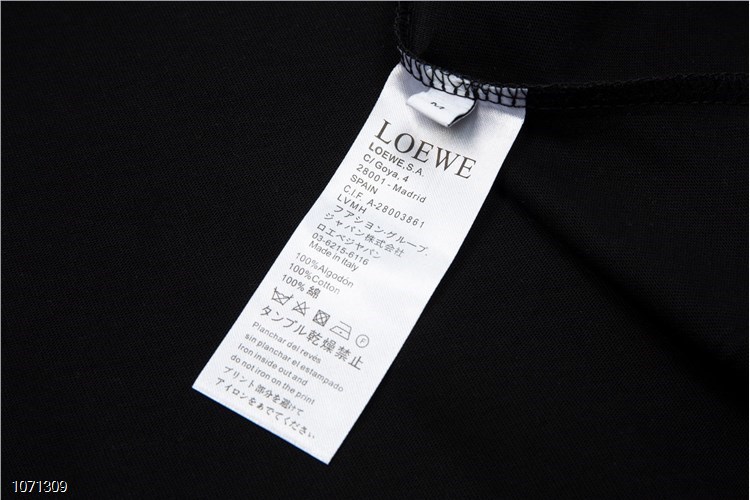 M
LOEWE
LOEWE,S.A.
C/ Goya, 4
28001 - Madrid
SPAIN
C.I.F. A-28003861
LVMH
ファション・グループ.
ジャパン株式会社
ロエベジャパン
03-6215-6116
Made in Italy
100%Algodón
100%Cotton
100% 綿
F
タンブル乾燥禁止
Planchar del revés
sin planchar el estampado
Iron inside out and
do not iron on the print
プリント部分を避けて
アイロンをあててください
1071309